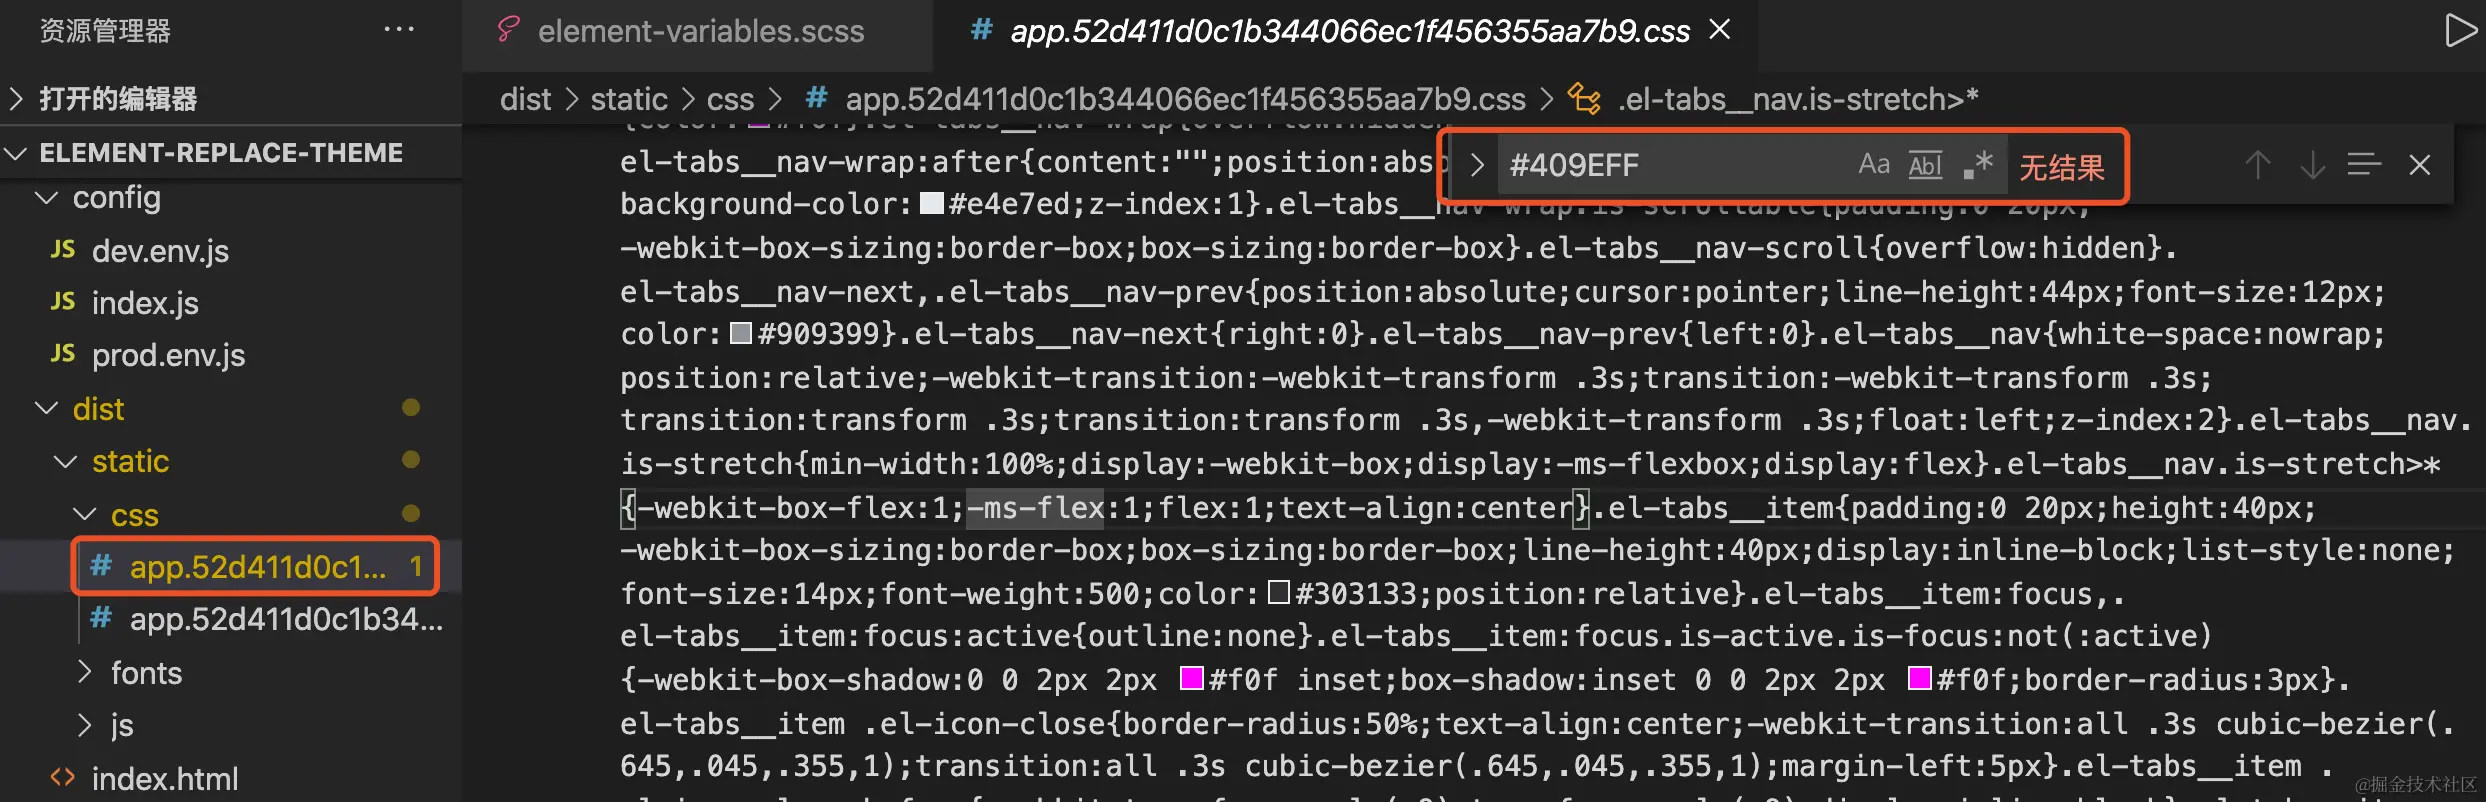 资源管理器 ···
打开的编辑器
ELEMENT-REPLACE-THEME
config
JS dev.env.js
JS index.js
JS prod.env.js
dist
static
css
# app.52d411d0c1... 1
# app.52d411d0c1b34...
fonts
js
<> index.html
element-variables.scss
# app.52d411d0c1b344066ec1f456355aa7b9.css
dist > static > css > # app.52d411d0c1b344066ec1f456355aa7b9.css > .el-tabs__nav.is-stretch>*
#409EFF Aa Abl .* 无结果
{color:#f0f}.el-tabs__nav-wrap{overflow:hidden
el-tabs__nav-wrap:after{content:"";position:abso
background-color:#e4e7ed;z-index:1}.el-tabs__nav-wrap.is-scrollable{padding:0 20px;
-webkit-box-sizing:border-box;box-sizing:border-box}.el-tabs__nav-scroll{overflow:hidden}.
el-tabs__nav-next,.el-tabs__nav-prev{position:absolute;cursor:pointer;line-height:44px;font-size:12px;
color:#909399}.el-tabs__nav-next{right:0}.el-tabs__nav-prev{left:0}.el-tabs__nav{white-space:nowrap;
position:relative;-webkit-transition:-webkit-transform .3s;transition:-webkit-transform .3s;
transition:transform .3s;transition:transform .3s,-webkit-transform .3s;float:left;z-index:2}.el-tabs__nav.
is-stretch{min-width:100%;display:-webkit-box;display:-ms-flexbox;display:flex}.el-tabs__nav.is-stretch>*
{-webkit-box-flex:1;-ms-flex:1;flex:1;text-align:center}.el-tabs__item{padding:0 20px;height:40px;
-webkit-box-sizing:border-box;box-sizing:border-box;line-height:40px;display:inline-block;list-style:none;
font-size:14px;font-weight:500;color:#303133;position:relative}.el-tabs__item:focus,.
el-tabs__item:focus:active{outline:none}.el-tabs__item:focus.is-active.is-focus:not(:active)
{-webkit-box-shadow:0 0 2px 2px #f0f inset;box-shadow:inset 0 0 2px 2px #f0f;border-radius:3px}.
el-tabs__item .el-icon-close{border-radius:50%;text-align:center;-webkit-transition:all .3s cubic-bezier(.
645,.045,.355,1);transition:all .3s cubic-bezier(.645,.045,.355,1);margin-left:5px}.el-tabs__item .
@掘金技术社区